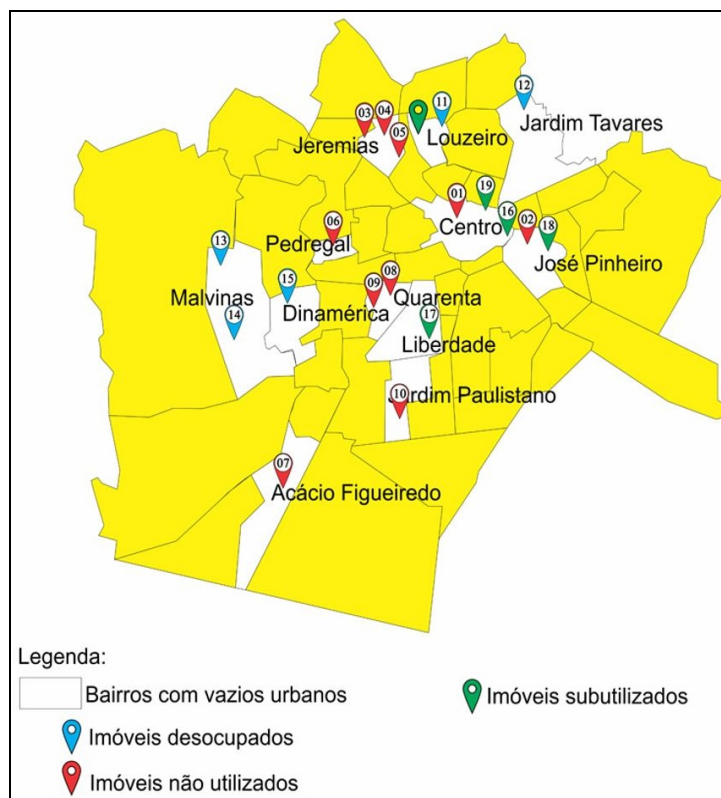 12
03
04
11
Jardim Tavares
05
Louzeiro
Jeremias
01
19
16
02
18
Centro
06
Pedregal
José Pinheiro
13
08
15
09
Malvinas
Quarenta
Dinamérica
14
17
Liberdade
10
Jardim Paulistano
07
Acácio Figueiredo
Legenda:
Bairros com vazios urbanos
Imóveis subutilizados
Imóveis desocupados
Imóveis não utilizados